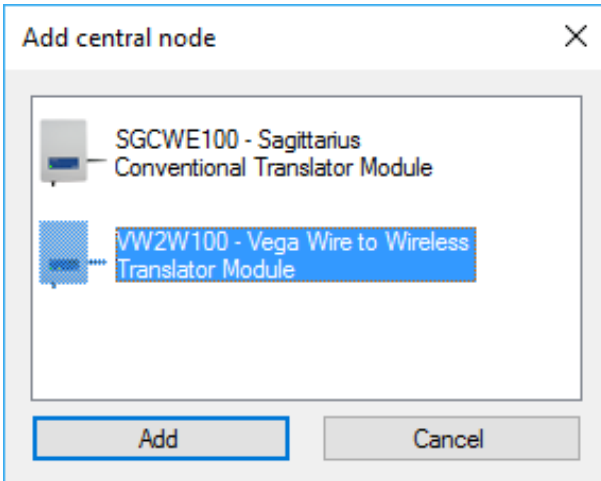 Add central node
SGCWE100 - Sagittarius
Conventional Translator Module
VW2W100 - Vega Wire to Wireless
Translator Module
Add
Cancel